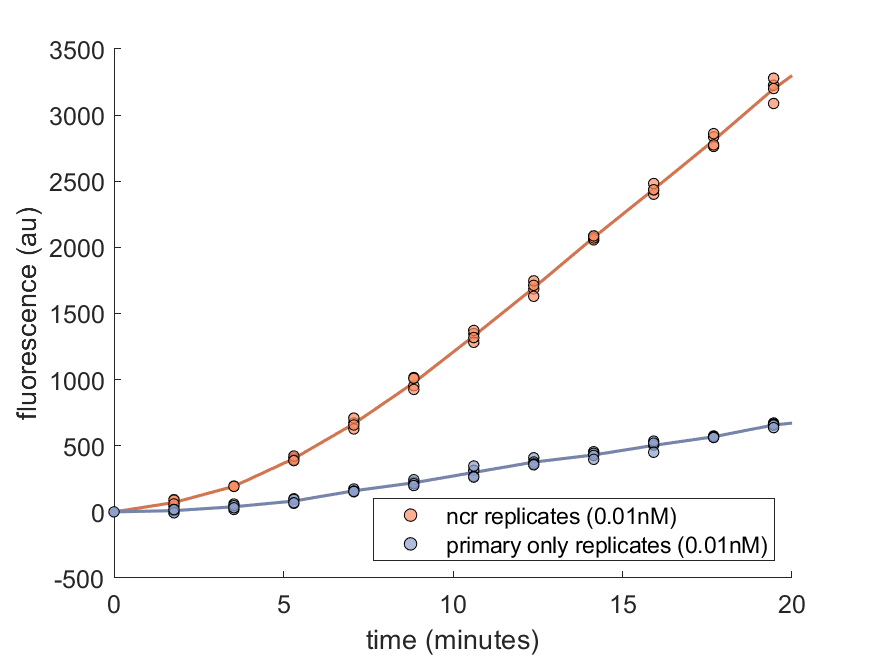 3500
3000
2500
2000
1500
1000
500
0
-500
fluorescence (au)
ncr replicates (0.01nM)
primary only replicates (0.01nM)
0 5 10 15 20
time (minutes)